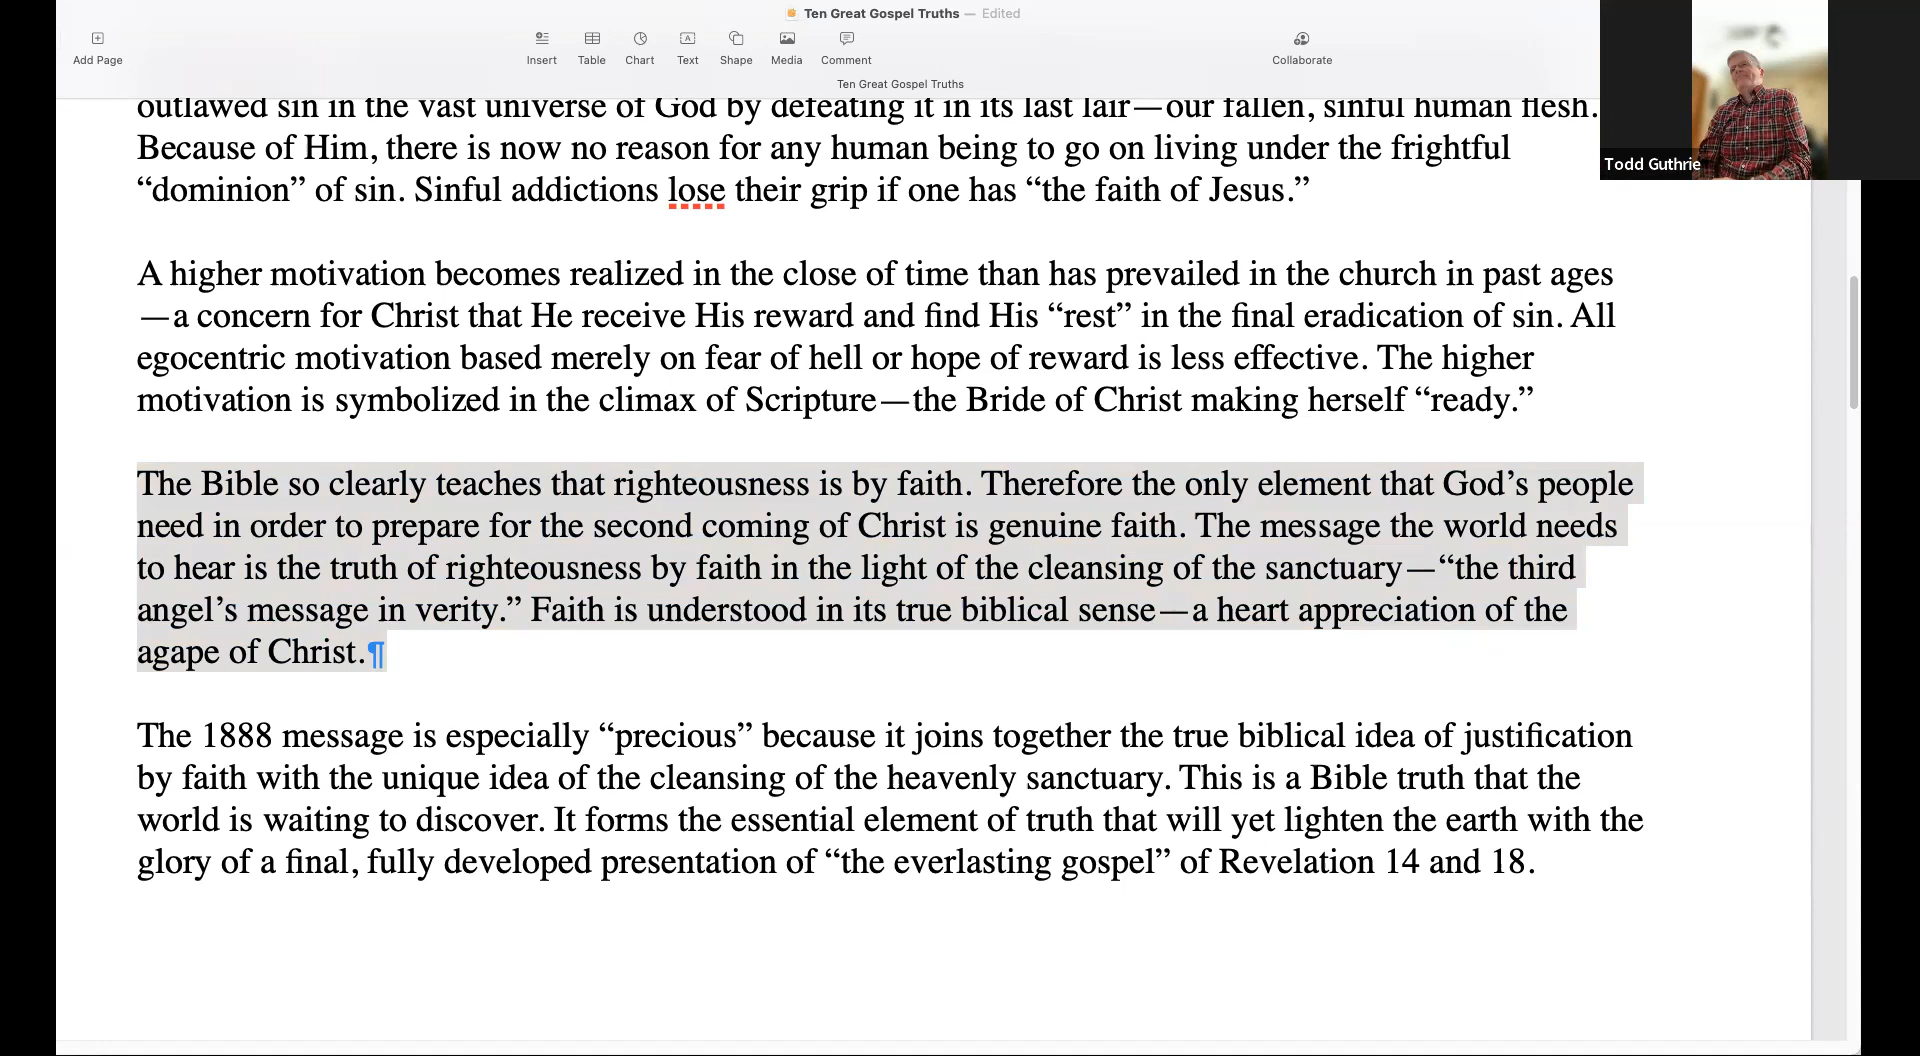 Ten Great Gospel Truths — Edited
Add Page
Insert Table Chart Text Shape Media Comment
Collaborate
Ten Great Gospel Truths
outlawed sin in the vast universe of God by defeating it in its last lair—our fallen, sinful human flesh.
Because of Him, there is now no reason for any human being to go on living under the frightful
“dominion” of sin. Sinful addictions lose their grip if one has “the faith of Jesus.”
Todd Guthrie
A higher motivation becomes realized in the close of time than has prevailed in the church in past ages
—a concern for Christ that He receive His reward and find His “rest” in the final eradication of sin. All
egocentric motivation based merely on fear of hell or hope of reward is less effective. The higher
motivation is symbolized in the climax of Scripture—the Bride of Christ making herself “ready.”
The Bible so clearly teaches that righteousness is by faith. Therefore the only element that God’s people
need in order to prepare for the second coming of Christ is genuine faith. The message the world needs
to hear is the truth of righteousness by faith in the light of the cleansing of the sanctuary—“the third
angel’s message in verity.” Faith is understood in its true biblical sense—a heart appreciation of the
agape of Christ.¶
The 1888 message is especially “precious” because it joins together the true biblical idea of justification
by faith with the unique idea of the cleansing of the heavenly sanctuary. This is a Bible truth that the
world is waiting to discover. It forms the essential element of truth that will yet lighten the earth with the
glory of a final, fully developed presentation of “the everlasting gospel” of Revelation 14 and 18.